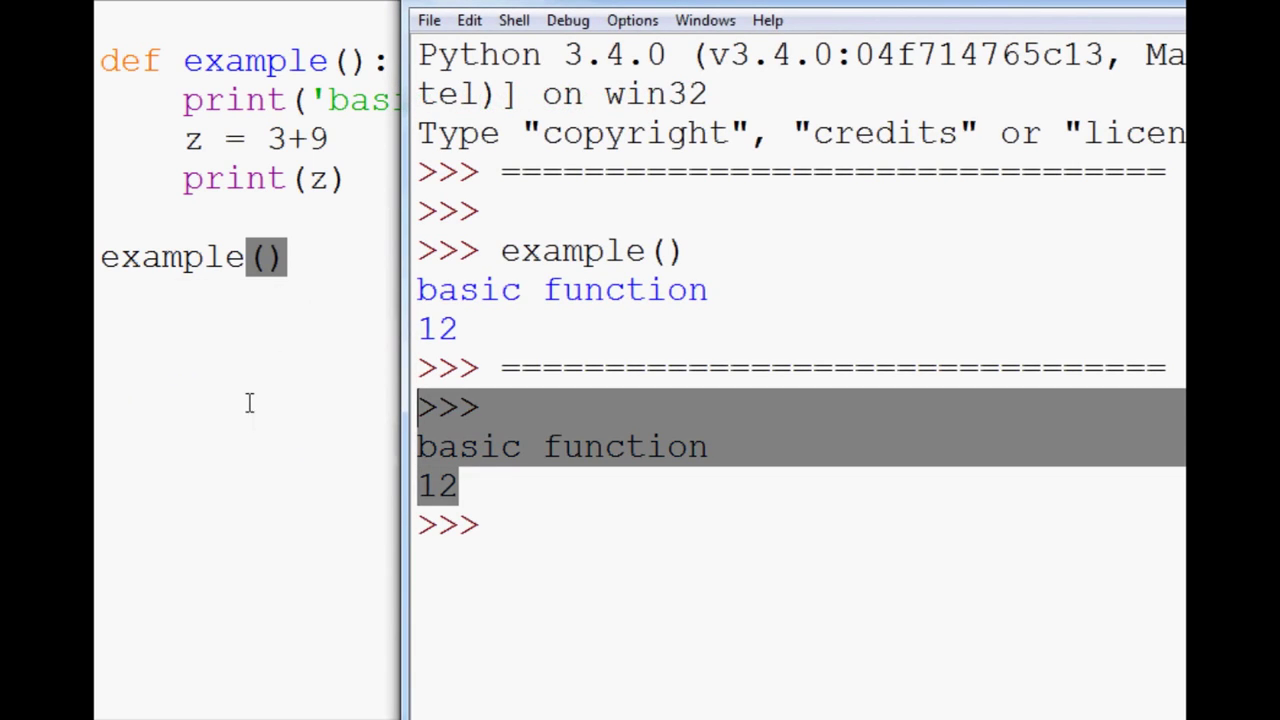 def example():
print('basi
z = 3+9
print(z)
example()
File Edit Shell Debug Options Windows Help
Python 3.4.0 (v3.4.0:04f714765c13, Ma
tel)] on win32
Type "copyright", "credits" or "licen
>>> ================================
>>>
>>> example()
basic function
12
>>> ================================
>>>
basic function
12
>>>